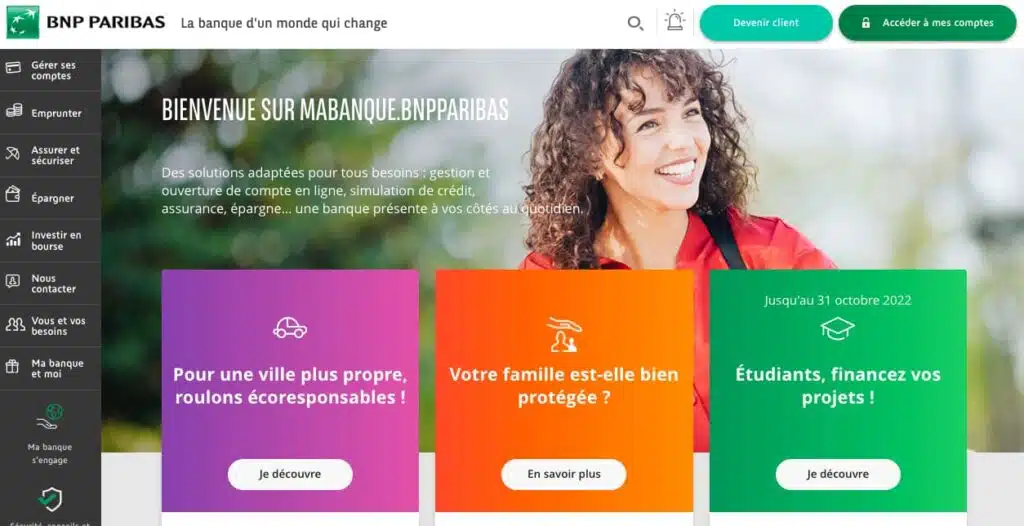 BNP PARIBAS
La banque d'un monde qui change
Devenir client
Accéder à mes comptes
Gérer ses
comptes
Emprunter
Assurer et
sécuriser
Épargner
Investir en
bourse
Nous
contacter
Vous et vos
besoins
Ma banque
et moi
Ma banque
s'engage
Sécurité, conseils et
BIENVENUE SUR MABANQUE.BNPPARIBAS
Des solutions adaptées pour tous besoins : gestion et
ouverture de compte en ligne, simulation de crédit,
assurance, épargne... une banque présente à vos côtés au quotidien.
Pour une ville plus propre,
roulons écoresponsables !
Je découvre
Votre famille est-elle bien
protégée ?
En savoir plus
Jusqu'au 31 octobre 2022
Étudiants, financez vos
projets !
Je découvre